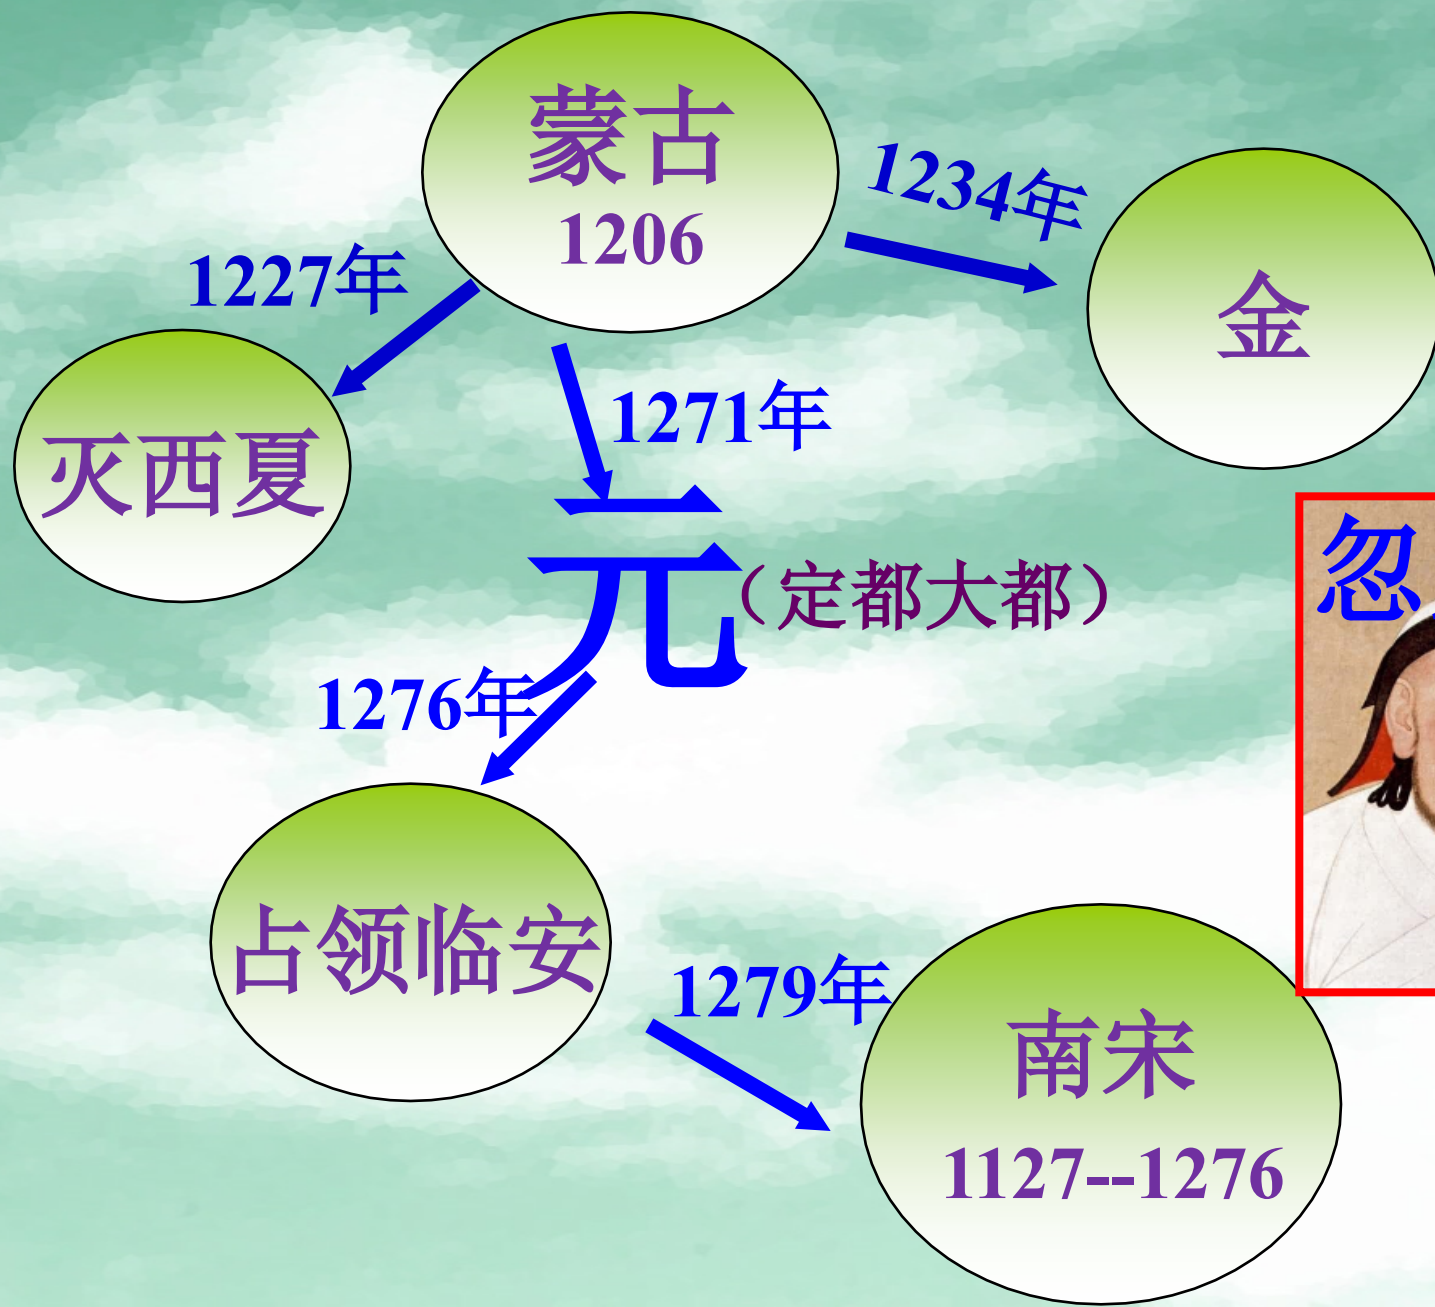 蒙古
1206
1234年
金
1227年
灭西夏
1271年
元
（定都大都）
忽
1276年
占领临安
1279年
南宋
1127--1276